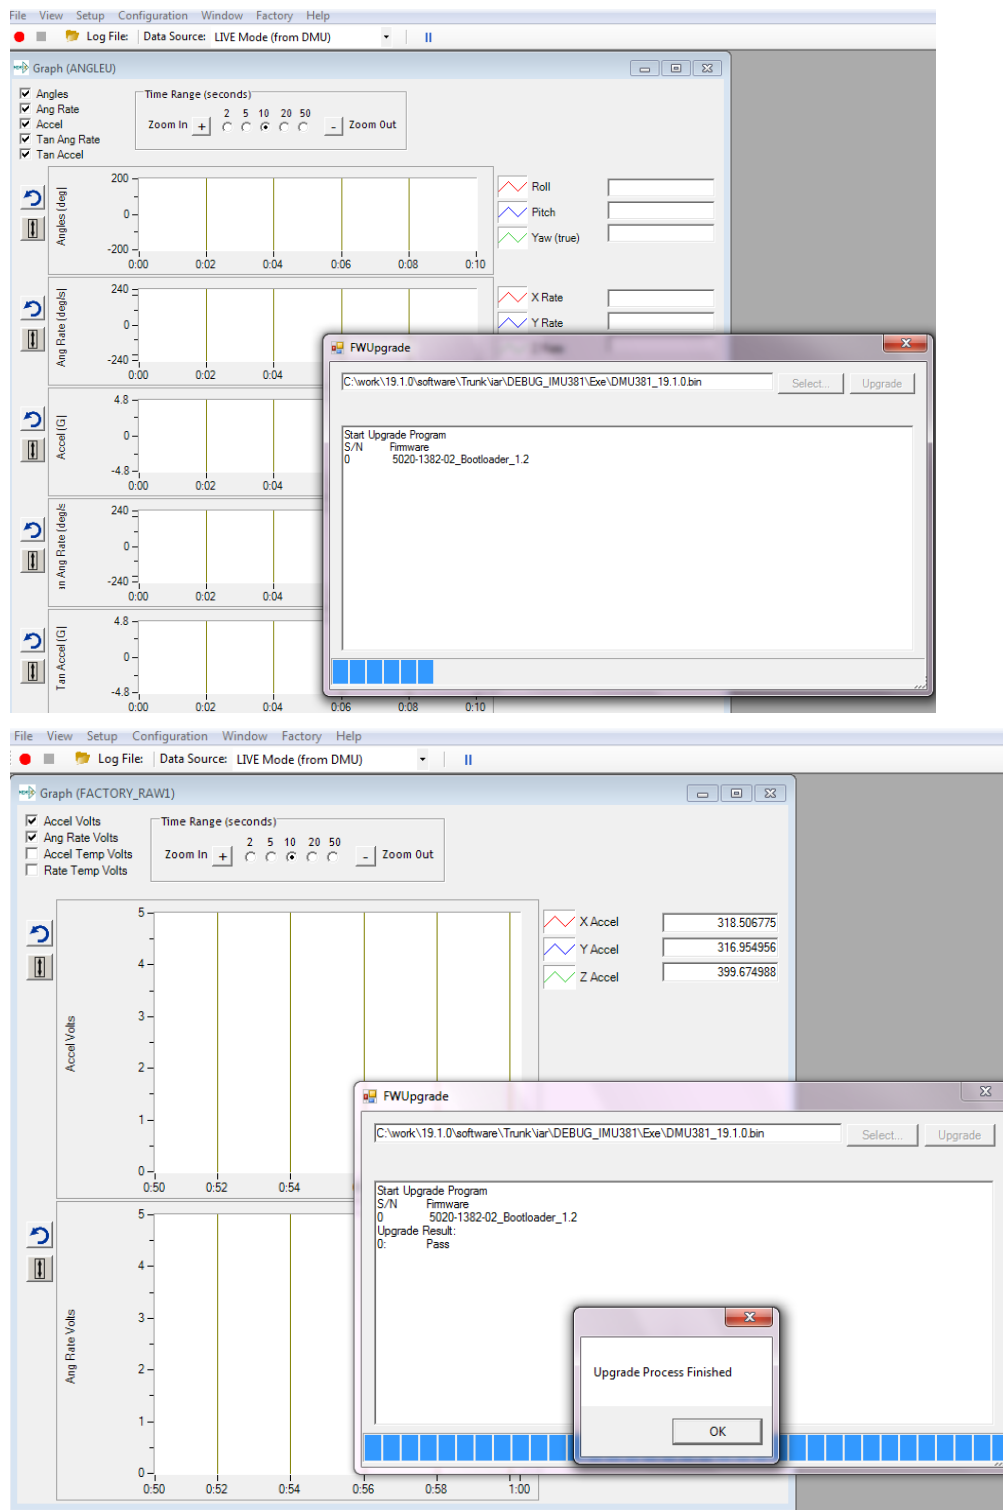 File View Setup Configuration Window Factory Help
Log File: Data Source: LIVE Mode (from DMU)
Graph (ANGLEU)
Angles
Ang Rate
Accel
Tan Ang Rate
Tan Accel
Time Range (seconds)
2 5 10 20 50
Zoom In + - Zoom Out
Angles (deg)
200
0
-200
0:00 0:02 0:04 0:06 0:08 0:10
Roll
Pitch
Yaw (true)
Ang Rate (deg/s)
240
0
-240
0:00 0:02 0:04
X Rate
Y Rate
Accel (G)
4.8
0
-4.8
0:00 0:02 0:04
an Ang Rate (deg/s
240
0
-240
0:00 0:02 0:04
Tan Accel (G)
4.8
0
-4.8
0:00 0:02 0:04 0:06 0:08 0:10
FWUpgrade
C:\work\19.1.0\software\Trunk\iar\DEBUG_IMU381\Exe\DMU381_19.1.0.bin Select... Upgrade
Start Upgrade Program
S/N Firmware
0 5020-1382-02_Bootloader_1.2
File View Setup Configuration Window Factory Help
Log File: Data Source: LIVE Mode (from DMU)
Graph (FACTORY_RAW1)
Accel Volts
Ang Rate Volts
Accel Temp Volts
Rate Temp Volts
Time Range (seconds)
2 5 10 20 50
Zoom In + - Zoom Out
Accel Volts
5
4
3
2
1
0
0:50 0:52 0:54
X Accel 318.506775
Y Accel 316.954956
Z Accel 399.674988
Ang Rate Volts
5
4
3
2
1
0
0:50 0:52 0:54 0:56 0:58 1:00
FWUpgrade
C:\work\19.1.0\software\Trunk\iar\DEBUG_IMU381\Exe\DMU381_19.1.0.bin Select... Upgrade
Start Upgrade Program
S/N Firmware
0 5020-1382-02_Bootloader_1.2
Upgrade Result:
0: Pass
Upgrade Process Finished
OK